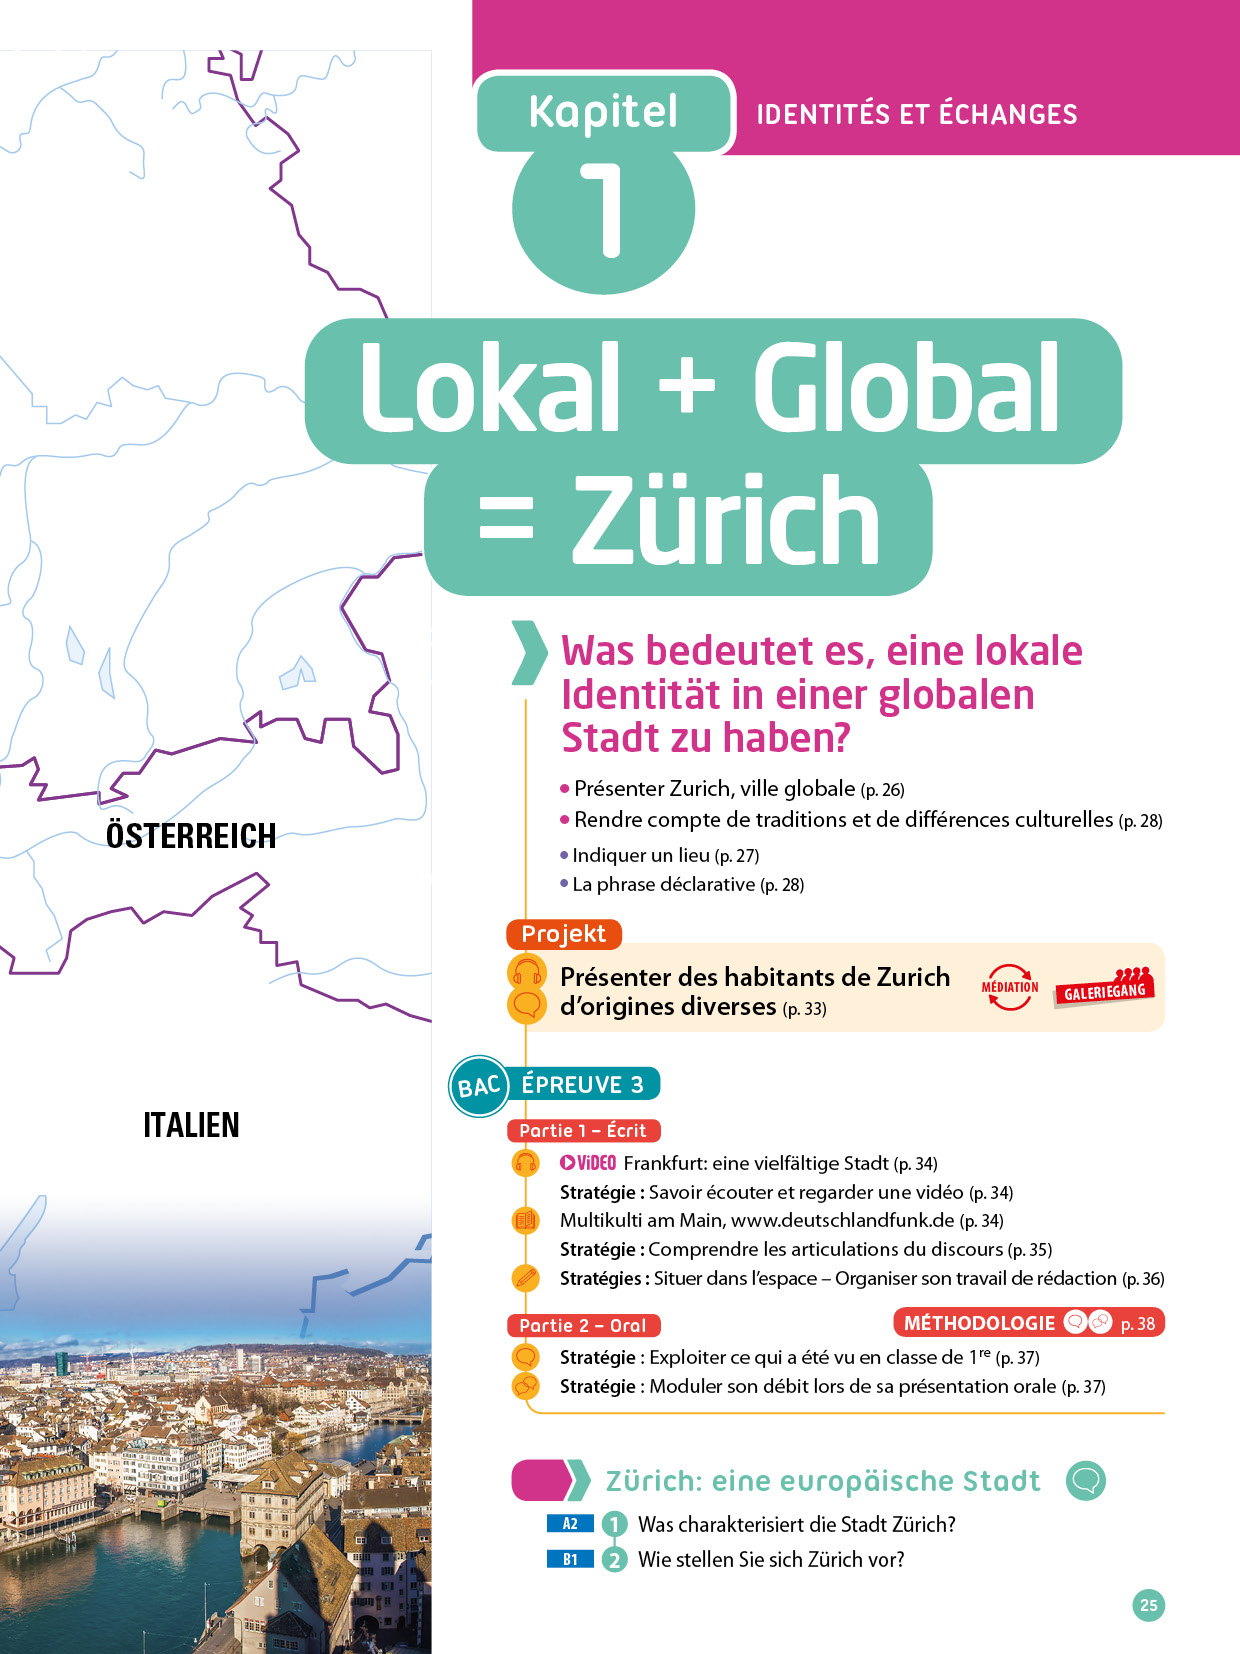 Kapitel
1
IDENTITÉS ET ÉCHANGES
Lokal + Global
= Zürich
Was bedeutet es, eine lokale
Identität in einer globalen
Stadt zu haben?
• Présenter Zurich, ville globale (p. 26)
• Rendre compte de traditions et de différences culturelles (p. 28)
• Indiquer un lieu (p. 27)
• La phrase déclarative (p. 28)
ÖSTERREICH
ITALIEN
Projekt
Présenter des habitants de Zurich
d'origines diverses (p. 33)
MÉDIATION
GALERIEGANG
BAC ÉPREUVE 3
Partie 1 – Écrit
ViDEO Frankfurt: eine vielfältige Stadt (p. 34)
Stratégie : Savoir écouter et regarder une vidéo (p. 34)
Multikulti am Main, www.deutschlandfunk.de (p. 34)
Stratégie : Comprendre les articulations du discours (p. 35)
Stratégies : Situer dans l'espace – Organiser son travail de rédaction (p. 36)
Partie 2 – Oral
MÉTHODOLOGIE p. 38
Stratégie : Exploiter ce qui a été vu en classe de 1re (p. 37)
Stratégie : Moduler son débit lors de sa présentation orale (p. 37)
Zürich: eine europäische Stadt
A2 1 Was charakterisiert die Stadt Zürich?
B1 2 Wie stellen Sie sich Zürich vor?
25